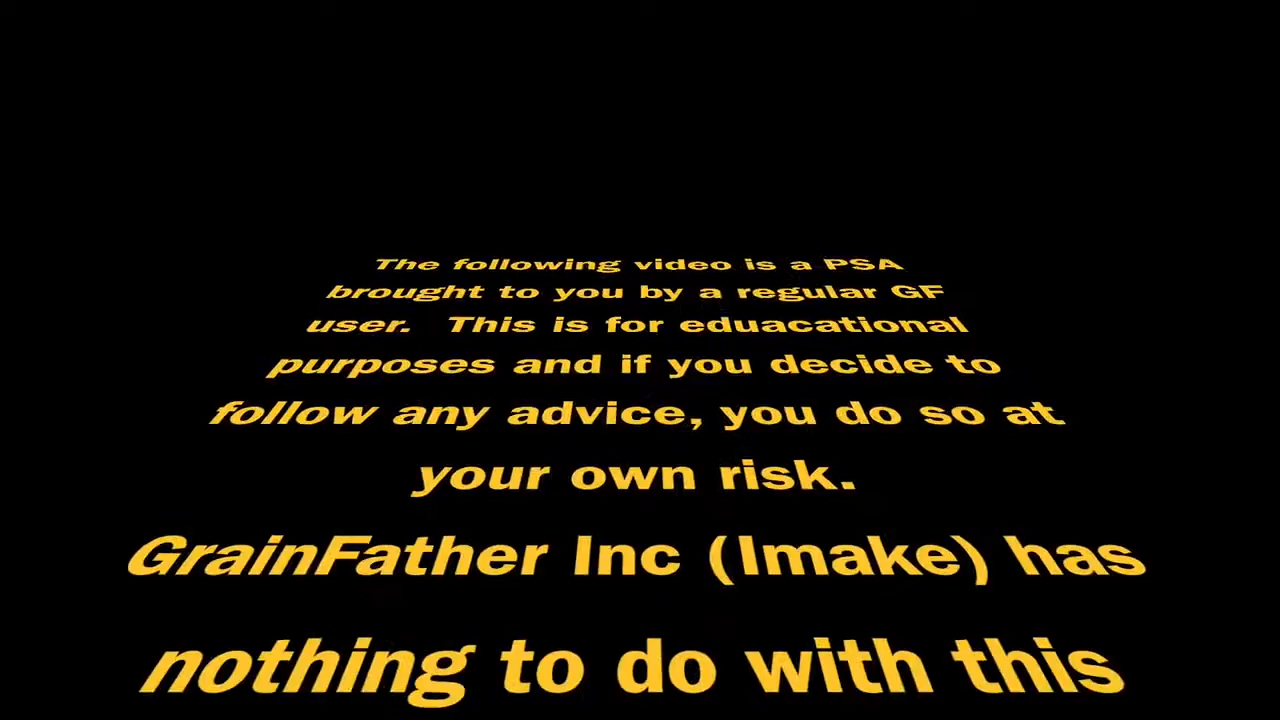 The following video is a PSA
brought to you by a regular GF
user.  This is for eduacational
purposes and if you decide to
follow any advice, you do so at
your own risk.
GrainFather Inc (Imake) has
nothing to do with this